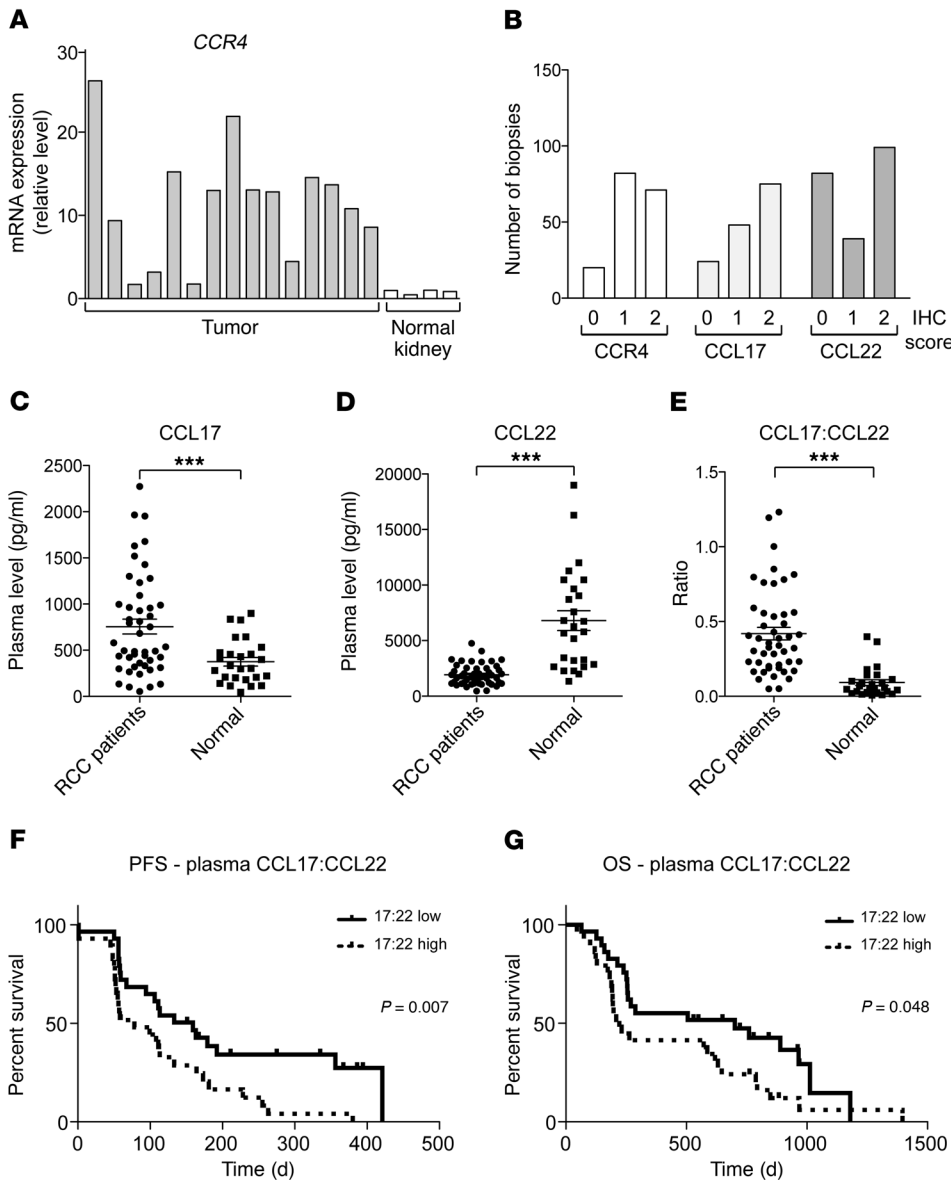 A
CCR4
mRNA expression
(relative level)
30
20
10
0
Tumor
Normal
kidney
B
Number of biopsies
150
100
50
0
0 1 2 0 1 2 0 1 2 IHC
score
CCR4 CCL17 CCL22
C
CCL17
***
Plasma level (pg/ml)
2500
2000
1500
1000
500
0
RCC patients
Normal
D
CCL22
***
Plasma level (pg/ml)
20000
15000
10000
5000
0
RCC patients
Normal
E
CCL17:CCL22
***
Ratio
1.5
1.0
0.5
0.0
RCC patients
Normal
F
PFS - plasma CCL17:CCL22
17:22 low
17:22 high
P = 0.007
Percent survival
100
50
0
0 100 200 300 400 500
Time (d)
G
OS - plasma CCL17:CCL22
17:22 low
17:22 high
P = 0.048
Percent survival
100
50
0
0 500 1000 1500
Time (d)